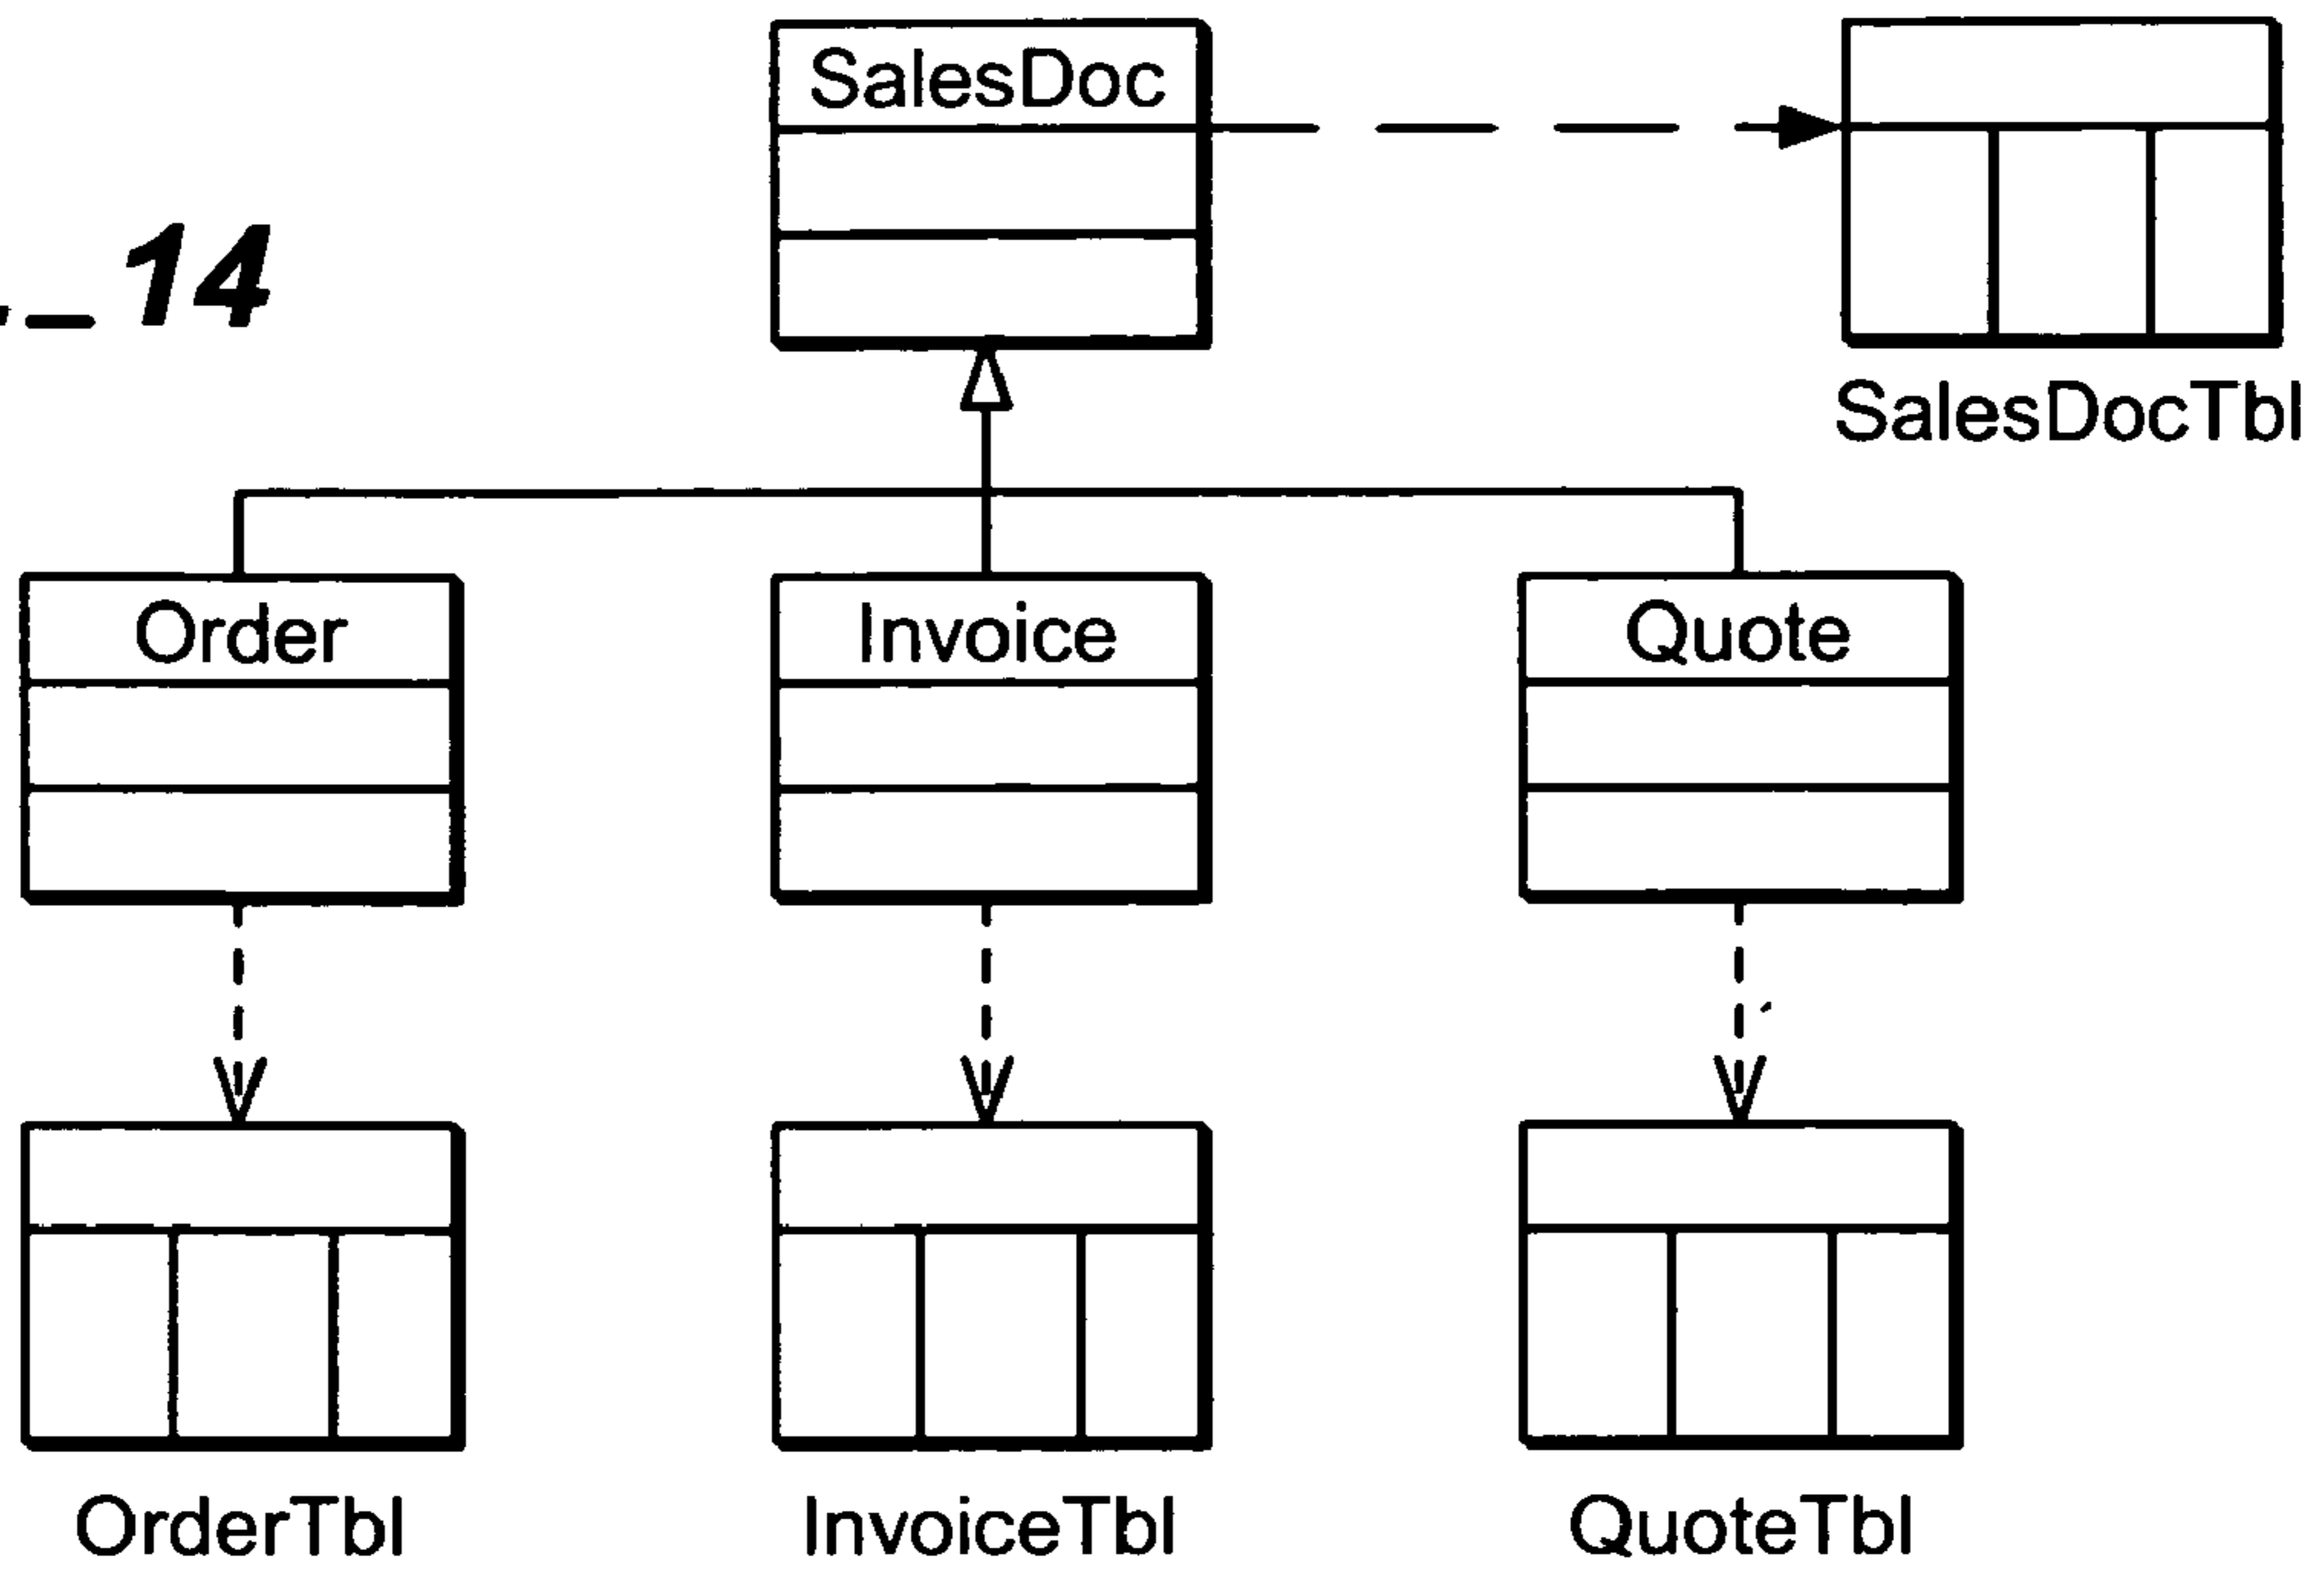 SalesDoc
14
SalesDocTbl
Order Invoice Quote
OrderTbl InvoiceTbl QuoteTbl